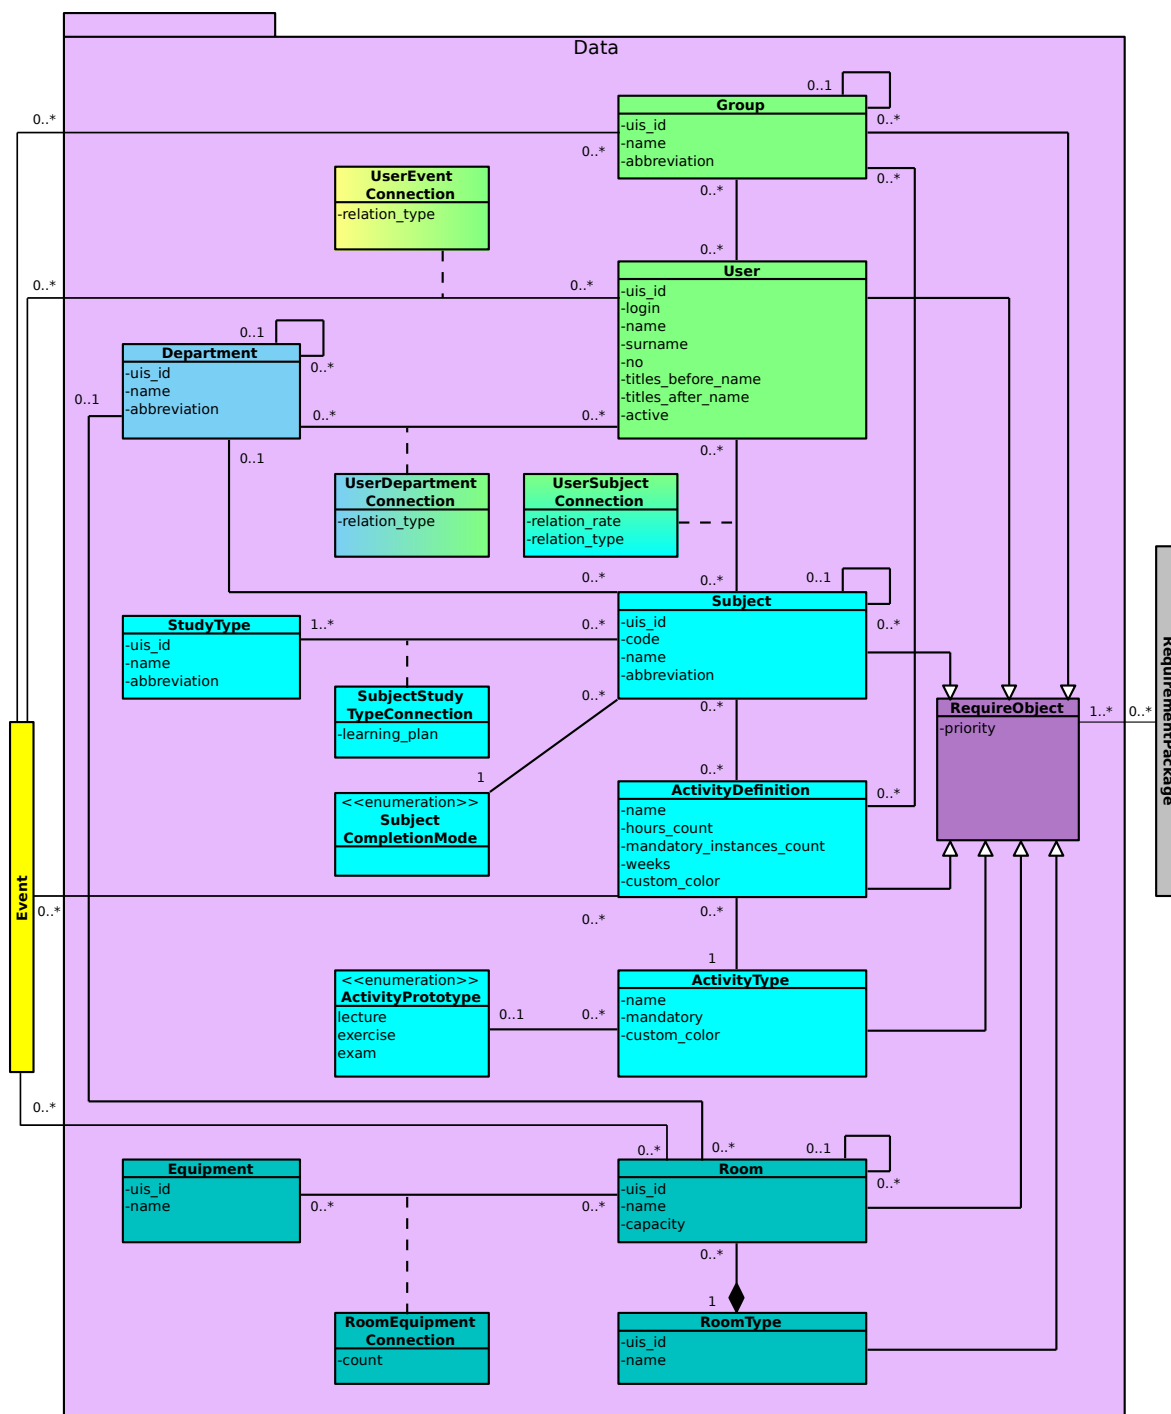 Data
0..1
Group
0..*
0..*
-uis_id
-name
-abbreviation
0..*
0..*
0..*
UserEvent
Connection
-relation_type
0..*
0..*
0..*
User
-uis_id
-login
-name
-surname
-no
-titles_before_name
-titles_after_name
-active
0..1
Department
0..*
-uis_id
-name
-abbreviation
0..1
0..*
0..*
0..1
0..*
UserDepartment
Connection
-relation_type
UserSubject
Connection
-relation_rate
-relation_type
0..*
0..*
0..1
Subject
0..*
-uis_id
-code
-name
-abbreviation
StudyType
1..*
0..*
-uis_id
-name
-abbreviation
SubjectStudy
TypeConnection
-learning_plan
0..*
0..*
1
RequireObject
-priority
1..*
0..*
RequirementPackage
0..*
ActivityDefinition
0..*
-name
-hours_count
-mandatory_instances_count
-weeks
-custom_color
<<enumeration>>
Subject
CompletionMode
Event
0..*
0..*
0..*
1
<<enumeration>>
ActivityPrototype
lecture
exercise
exam
0..1
0..*
ActivityType
-name
-mandatory
-custom_color
0..*
0..*
0..*
0..1
Equipment
-uis_id
-name
0..*
0..*
Room
0..*
-uis_id
-name
-capacity
0..*
1
RoomEquipment
Connection
-count
RoomType
-uis_id
-name